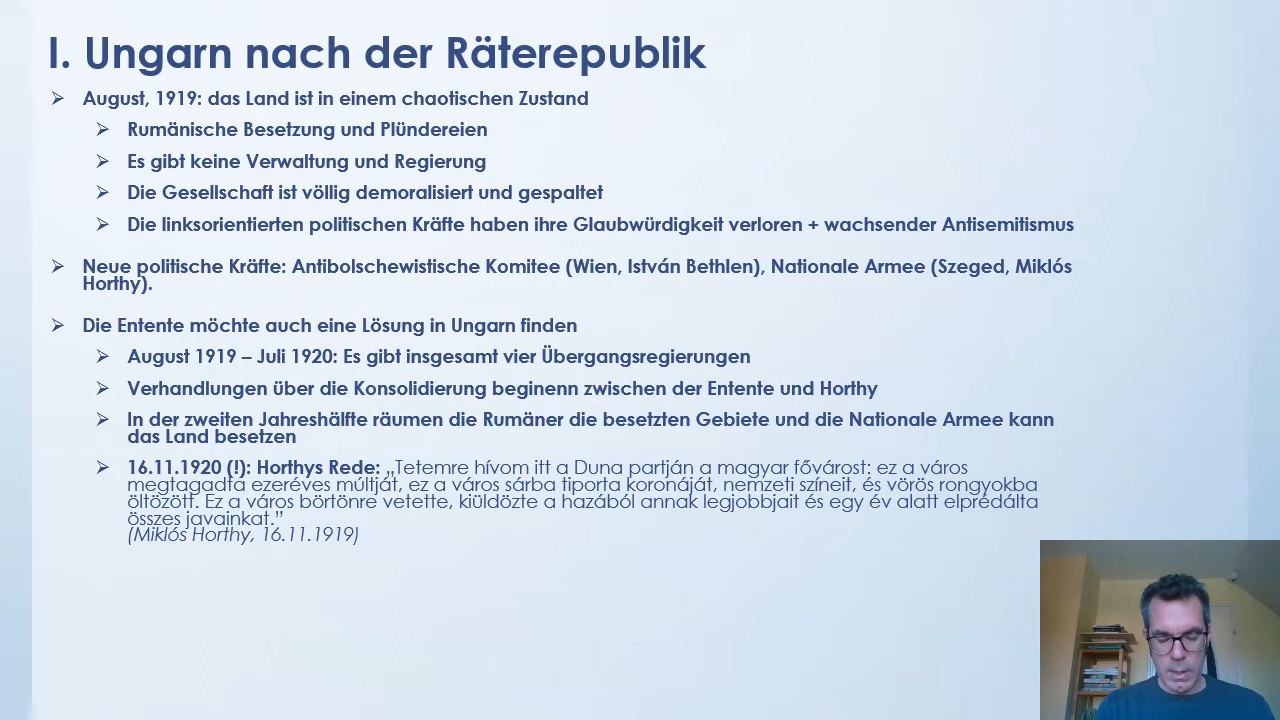 I. Ungarn nach der Räterepublik
August, 1919: das Land ist in einem chaotischen Zustand
Rumänische Besetzung und Plündereien
Es gibt keine Verwaltung und Regierung
Die Gesellschaft ist völlig demoralisiert und gespaltet
Die linksorientierten politischen Kräfte haben ihre Glaubwürdigkeit verloren + wachsender Antisemitismus
Neue politische Kräfte: Antibolschewistische Komitee (Wien, István Bethlen), Nationale Armee (Szeged, Miklós
Horthy).
Die Entente möchte auch eine Lösung in Ungarn finden
August 1919 – Juli 1920: Es gibt insgesamt vier Übergangsregierungen
Verhandlungen über die Konsolidierung beginenn zwischen der Entente und Horthy
In der zweiten Jahreshälfte räumen die Rumäner die besetzten Gebiete und die Nationale Armee kann
das Land besetzen
16.11.1920 (!): Horthys Rede: „Tetemre hívom itt a Duna partján a magyar fővárost: ez a város
megtagadta ezeréves múltját, ez a város sárba tiporta koronáját, nemzeti színeit, és vörös rongyokba
öltözött. Ez a város börtönre vetette, kiüldözte a hazából annak legjobbjait és egy év alatt elprédálta
összes javainkat.”
(Miklós Horthy, 16.11.1919)